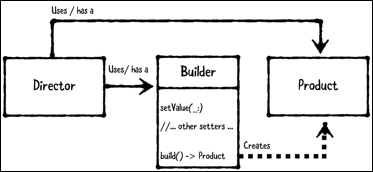 Uses / has a
Director
Uses/ has a
Builder
Product
setValue(_:)
//... other setters ...
build() -> Product
Creates